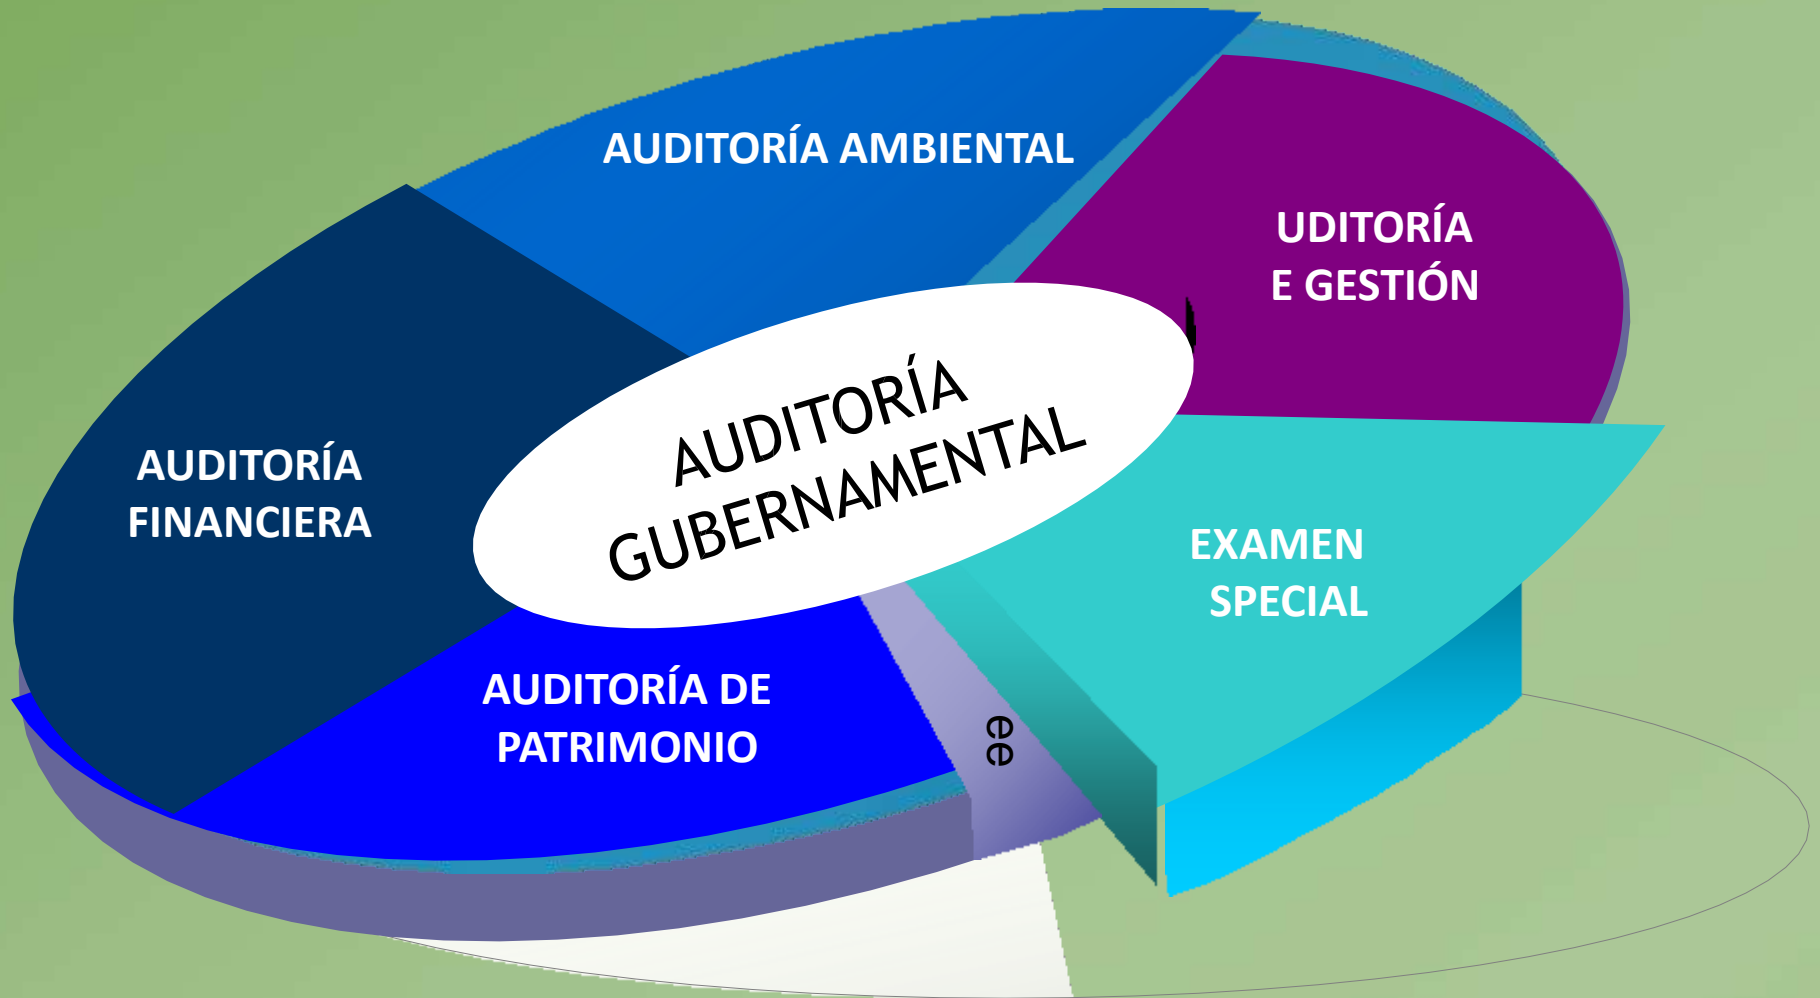 AUDITORÍA AMBIENTAL
UDITORÍA
E GESTIÓN
AUDITORÍA
GUBERNAMENTAL
AUDITORÍA
FINANCIERA
EXAMEN
SPECIAL
AUDITORÍA DE
PATRIMONIO
ee